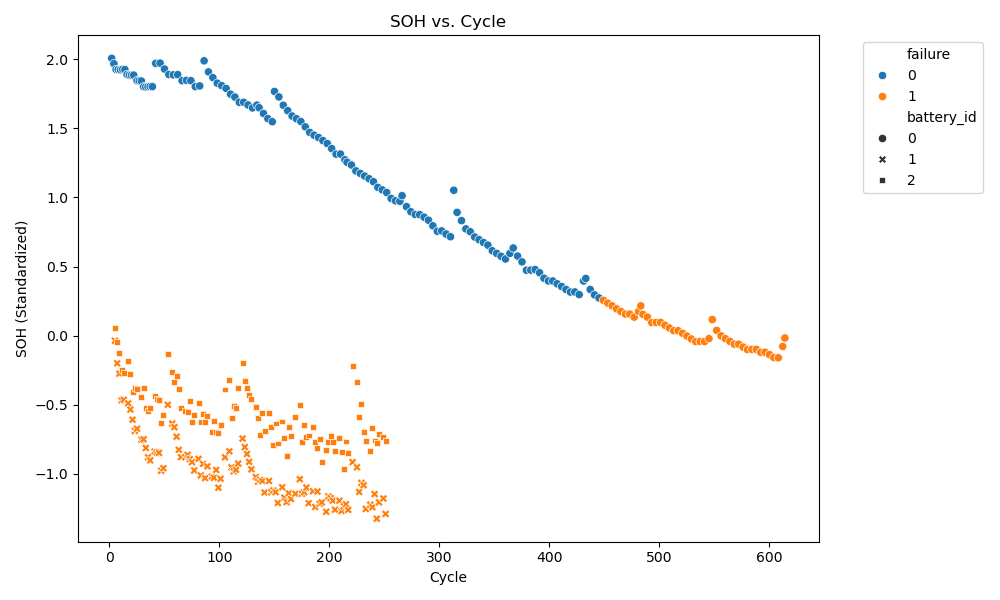 SOH vs. Cycle
SOH (Standardized)
2.0
1.5
1.0
0.5
0.0
−0.5
−1.0
0 100 200 300 400 500 600
Cycle
failure
0
1
battery_id
0
1
2